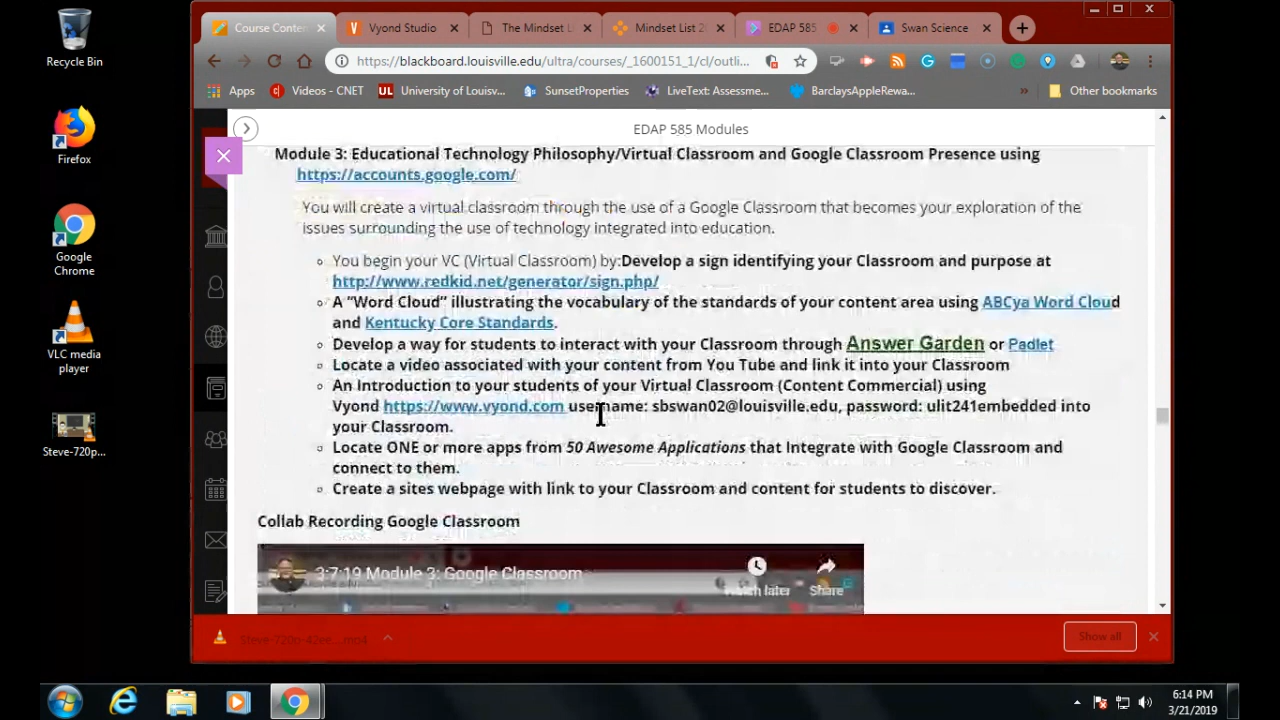 Recycle Bin
Firefox
Google
Chrome
VLC media
player
Steve-720p...
Course Conten
Vyond Studio
The Mindset L
Mindset List 2
EDAP 585
Swan Science
https://blackboard.louisville.edu/ultra/courses/_1600151_1/cl/outli...
Apps
Videos - CNET
UL University of Louisv...
SunsetProperties
LiveText: Assessme...
BarclaysAppleRewa...
»
Other bookmarks
EDAP 585 Modules
Module 3: Educational Technology Philosophy/Virtual Classroom and Google Classroom Presence using
https://accounts.google.com/
You will create a virtual classroom through the use of a Google Classroom that becomes your exploration of the
issues surrounding the use of technology integrated into education.
You begin your VC (Virtual Classroom) by:Develop a sign identifying your Classroom and purpose at
http://www.redkid.net/generator/sign.php/
A "Word Cloud" illustrating the vocabulary of the standards of your content area using ABCya Word Cloud
and Kentucky Core Standards.
Develop a way for students to interact with your Classroom through Answer Garden or Padlet
Locate a video associated with your content from You Tube and link it into your Classroom
An Introduction to your students of your Virtual Classroom (Content Commercial) using
Vyond https://www.vyond.com username: sbswan02@louisville.edu, password: ulit241embedded into
your Classroom.
Locate ONE or more apps from 50 Awesome Applications that Integrate with Google Classroom and
connect to them.
Create a sites webpage with link to your Classroom and content for students to discover.
Collab Recording Google Classroom
3:7:19 Module 3: Google Classroom
Watch later
Share
Steve-720p-42ee....mp4
Show all
6:14 PM
3/21/2019